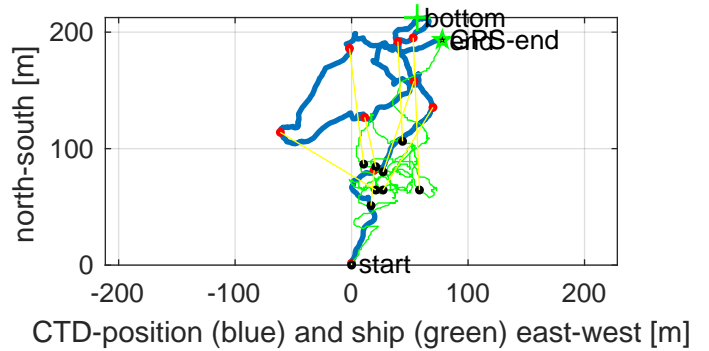 bottom
GPS-end
end
200
100
0
start
-200 -100 0 100 200
north-south [m]
CTD-position (blue) and ship (green) east-west [m]